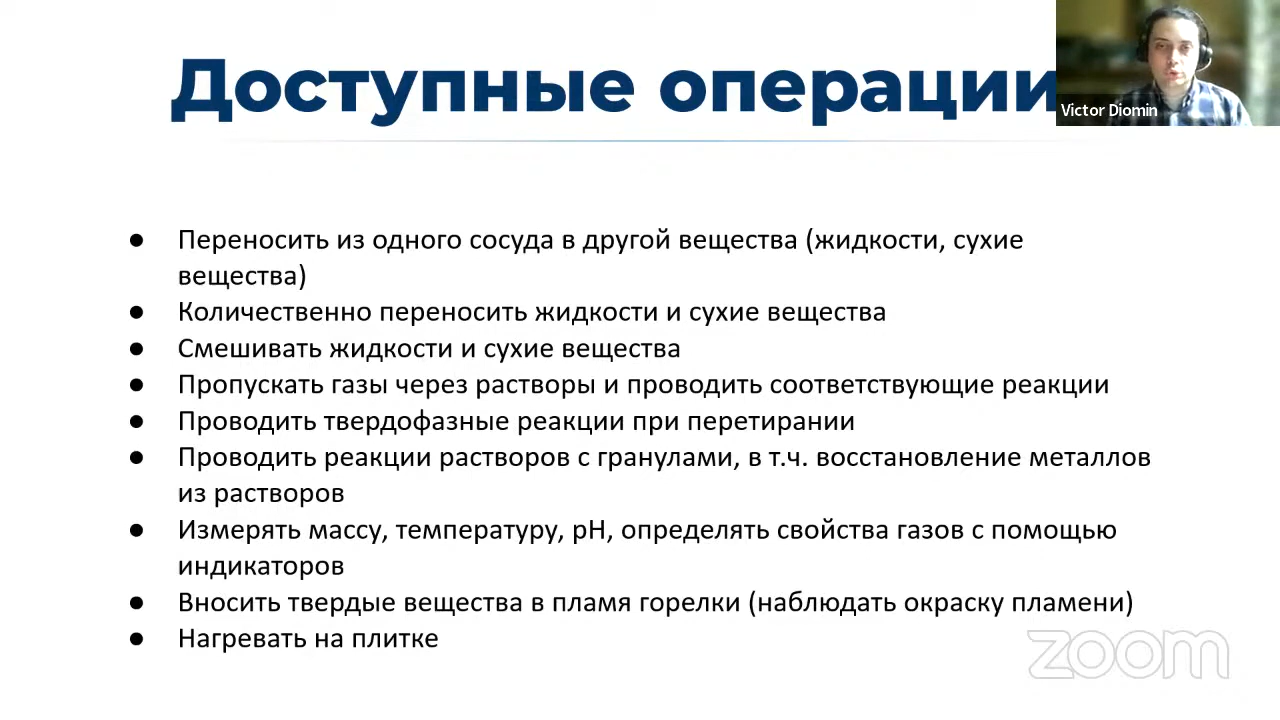 Доступные операции
Victor Diomin
● Переносить из одного сосуда в другой вещества (жидкости, сухие
вещества)
● Количественно переносить жидкости и сухие вещества
● Смешивать жидкости и сухие вещества
● Пропускать газы через растворы и проводить соответствующие реакции
● Проводить твердофазные реакции при перетирании
● Проводить реакции растворов с гранулами, в т.ч. восстановление металлов
из растворов
● Измерять массу, температуру, pH, определять свойства газов с помощью
индикаторов
● Вносить твердые вещества в пламя горелки (наблюдать окраску пламени)
● Нагревать на плитке
zoom